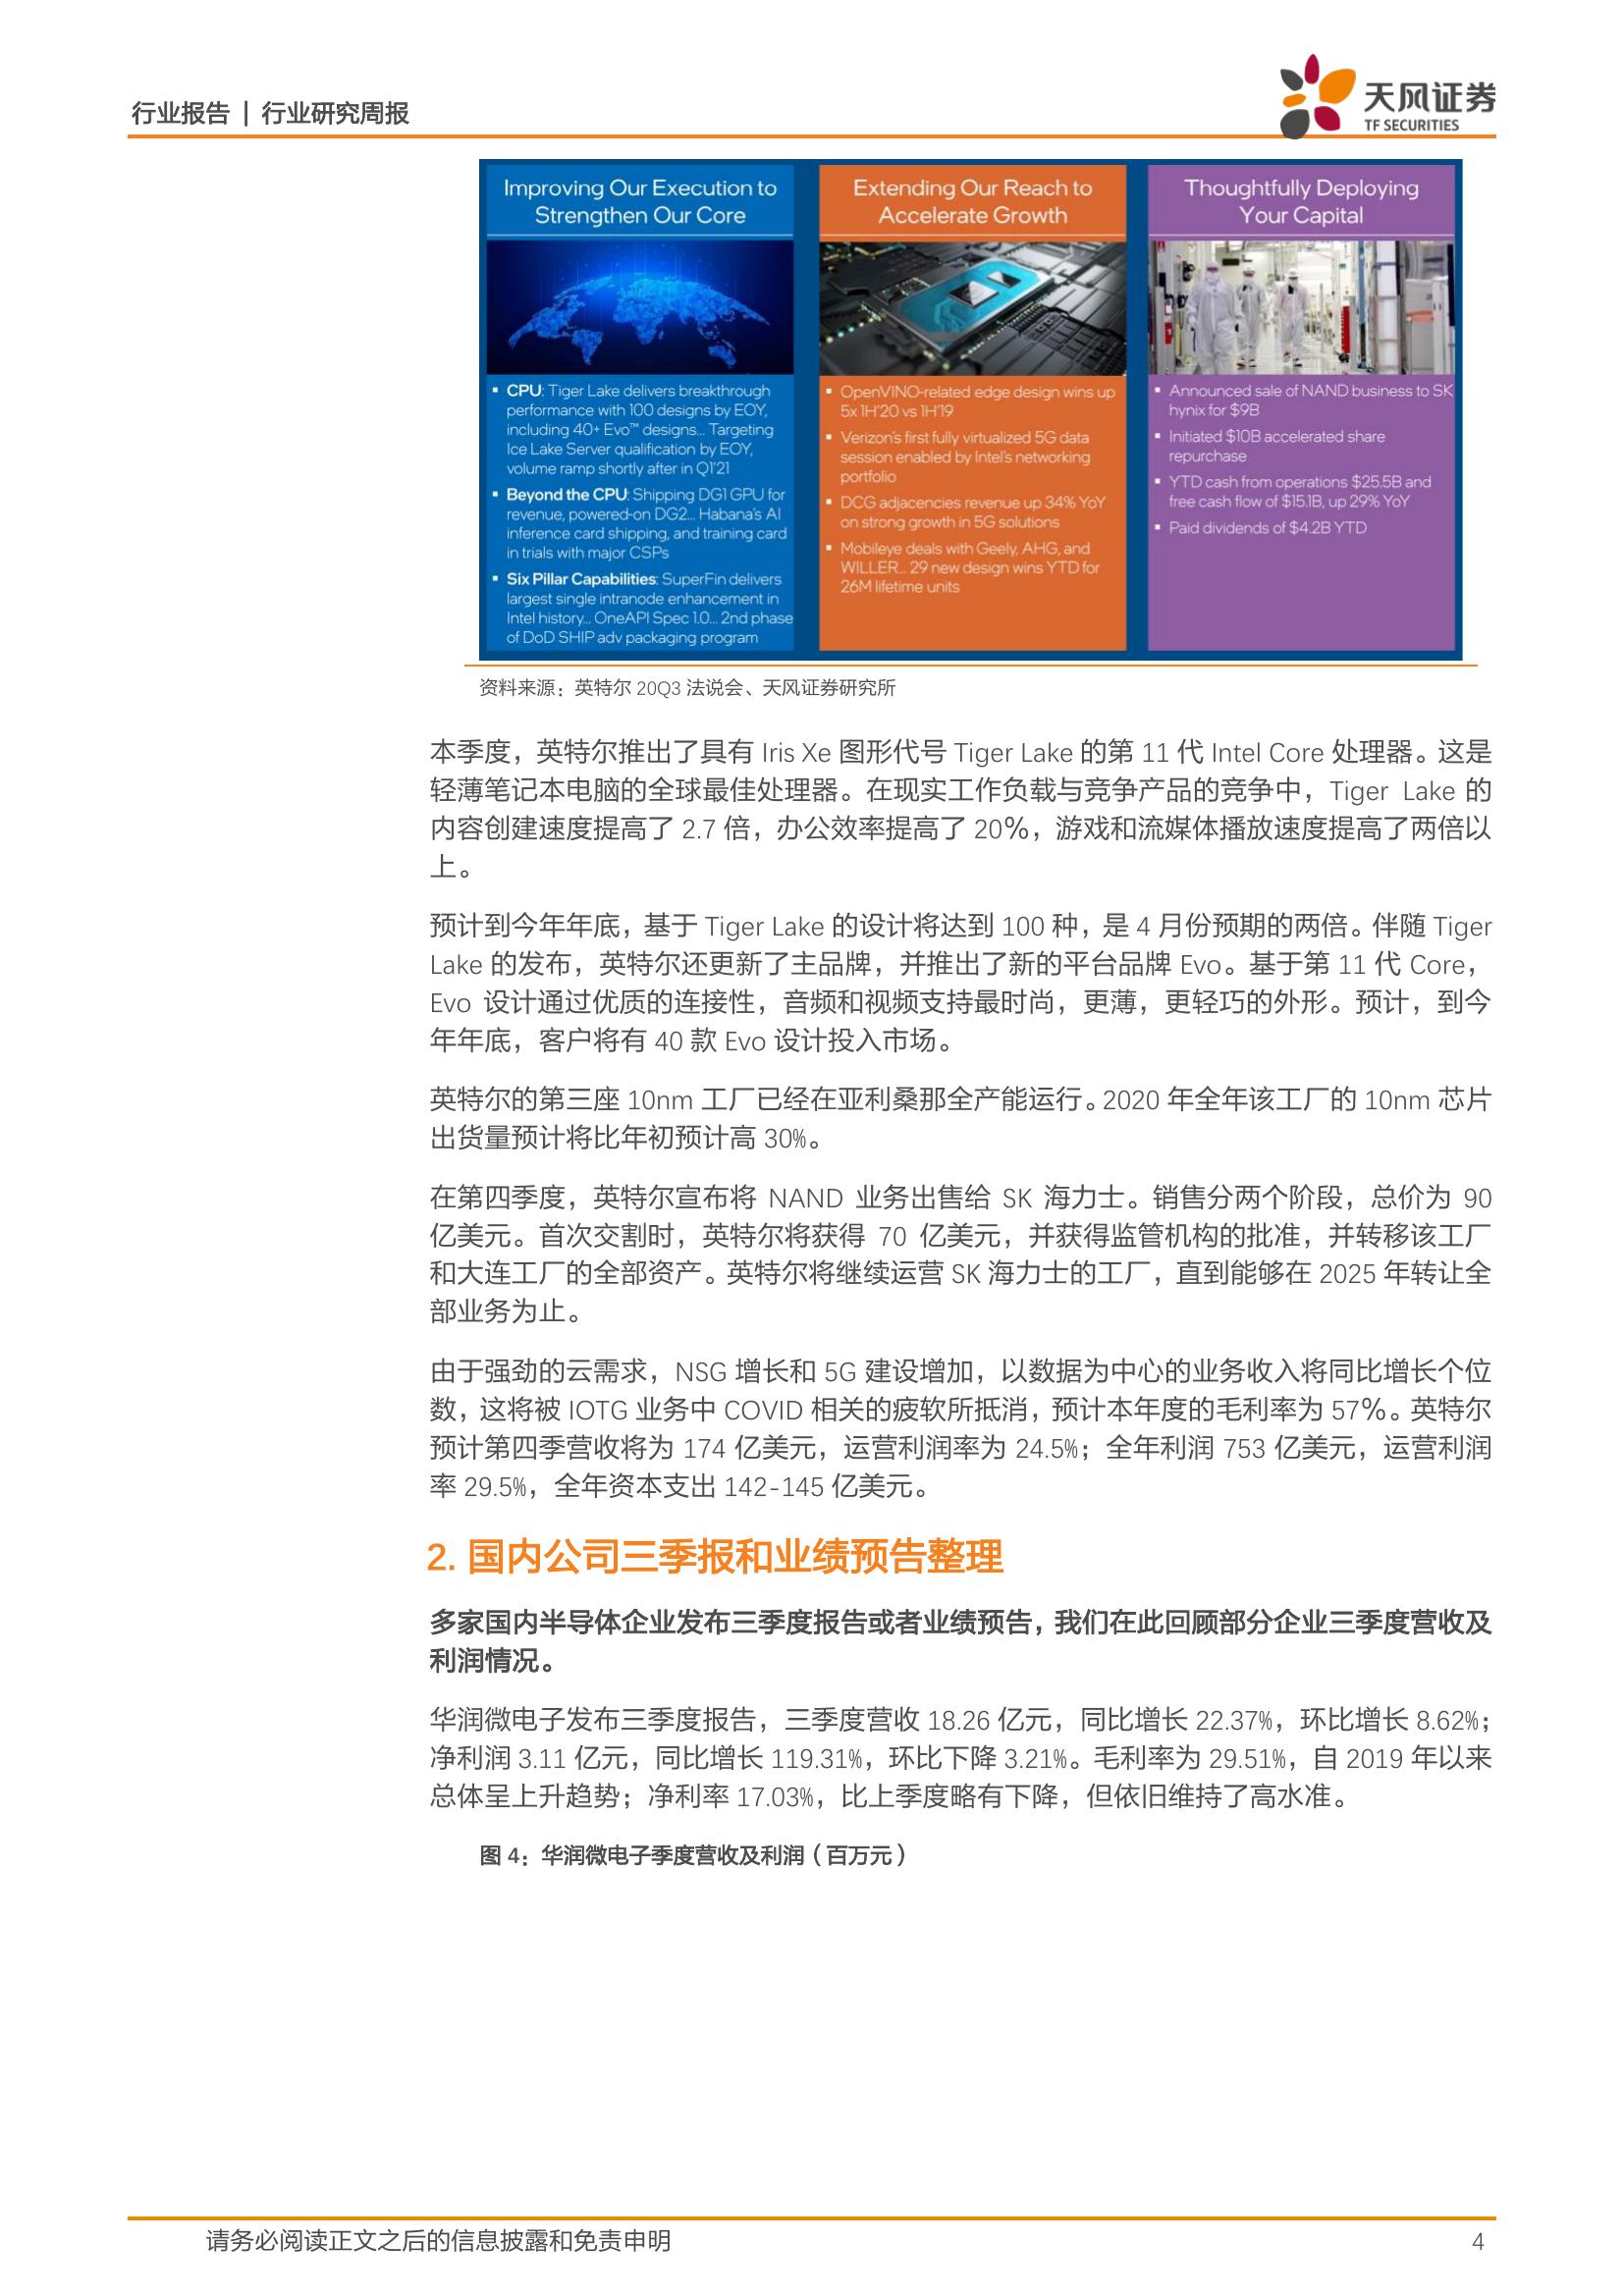 行业报告 | 行业研究周报
天风证券
TF SECURITIES
Improving Our Execution to
Strengthen Our Core
▪ CPU: Tiger Lake delivers breakthrough
performance with 100 designs by EOY,
including 40+ Evo™ designs... Targeting
Ice Lake Server qualification by EOY,
volume ramp shortly after in Q1'21
▪ Beyond the CPU: Shipping DG1 GPU for
revenue, powered-on DG2... Habana's AI
inference card shipping, and training card
in trials with major CSPs
▪ Six Pillar Capabilities: SuperFin delivers
largest single intranode enhancement in
Intel history... OneAPI Spec 1.0... 2nd phase
of DoD SHIP adv packaging program
Extending Our Reach to
Accelerate Growth
▪ OpenVINO-related edge design wins up
5x 1H'20 vs 1H'19
▪ Verizon's first fully virtualized 5G data
session enabled by Intel's networking
portfolio
▪ DCG adjacencies revenue up 34% YoY
on strong growth in 5G solutions
▪ Mobileye deals with Geely, AHG, and
WILLER... 29 new design wins YTD for
26M lifetime units
Thoughtfully Deploying
Your Capital
▪ Announced sale of NAND business to SK
hynix for $9B
▪ Initiated $10B accelerated share
repurchase
▪ YTD cash from operations $25.5B and
free cash flow of $15.1B, up 29% YoY
▪ Paid dividends of $4.2B YTD
资料来源：英特尔 20Q3 法说会、天风证券研究所
本季度，英特尔推出了具有 Iris Xe 图形代号 Tiger Lake 的第 11 代 Intel Core 处理器。这是
轻薄笔记本电脑的全球最佳处理器。在现实工作负载与竞争产品的竞争中，Tiger Lake 的
内容创建速度提高了 2.7 倍，办公效率提高了 20％，游戏和流媒体播放速度提高了两倍以
上。
预计到今年年底，基于 Tiger Lake 的设计将达到 100 种，是 4 月份预期的两倍。伴随 Tiger
Lake 的发布，英特尔还更新了主品牌，并推出了新的平台品牌 Evo。基于第 11 代 Core，
Evo 设计通过优质的连接性，音频和视频支持最时尚，更薄，更轻巧的外形。预计，到今
年年底，客户将有 40 款 Evo 设计投入市场。
英特尔的第三座 10nm 工厂已经在亚利桑那全产能运行。2020 年全年该工厂的 10nm 芯片
出货量预计将比年初预计高 30%。
在第四季度，英特尔宣布将 NAND 业务出售给 SK 海力士。销售分两个阶段，总价为 90
亿美元。首次交割时，英特尔将获得 70 亿美元，并获得监管机构的批准，并转移该工厂
和大连工厂的全部资产。英特尔将继续运营 SK 海力士的工厂，直到能够在 2025 年转让全
部业务为止。
由于强劲的云需求，NSG 增长和 5G 建设增加，以数据为中心的业务收入将同比增长个位
数，这将被 IOTG 业务中 COVID 相关的疲软所抵消，预计本年度的毛利率为 57％。英特尔
预计第四季营收将为 174 亿美元，运营利润率为 24.5%；全年利润 753 亿美元，运营利润
率 29.5%，全年资本支出 142-145 亿美元。
2. 国内公司三季报和业绩预告整理
多家国内半导体企业发布三季度报告或者业绩预告，我们在此回顾部分企业三季度营收及
利润情况。
华润微电子发布三季度报告，三季度营收 18.26 亿元，同比增长 22.37%，环比增长 8.62%；
净利润 3.11 亿元，同比增长 119.31%，环比下降 3.21%。毛利率为 29.51%，自 2019 年以来
总体呈上升趋势；净利率 17.03%，比上季度略有下降，但依旧维持了高水准。
图 4：华润微电子季度营收及利润（百万元）
请务必阅读正文之后的信息披露和免责申明
4